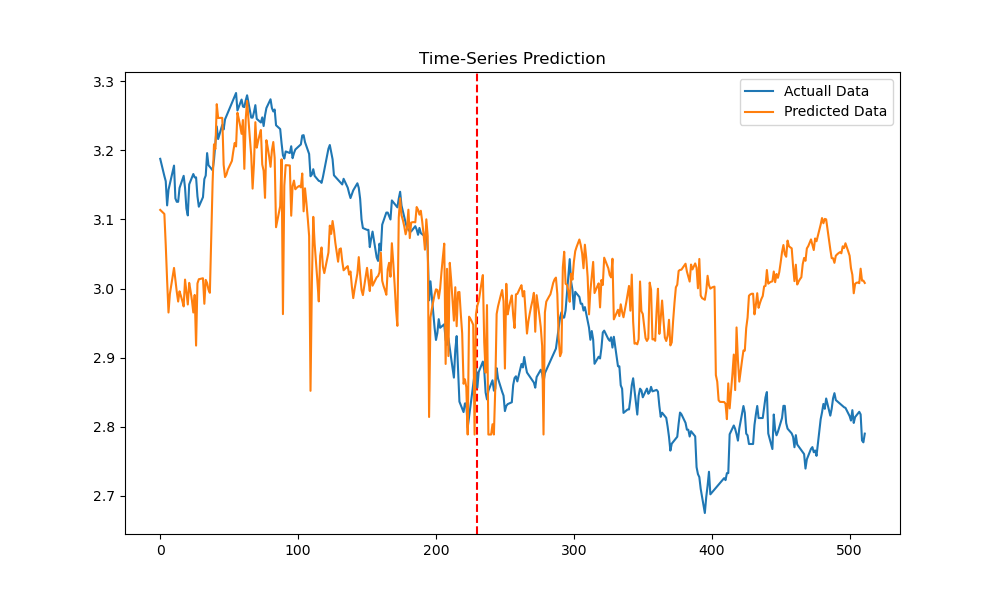 Time-Series Prediction
Actuall Data
Predicted Data
3.3
3.2
3.1
3.0
2.9
2.8
2.7
0 100 200 300 400 500